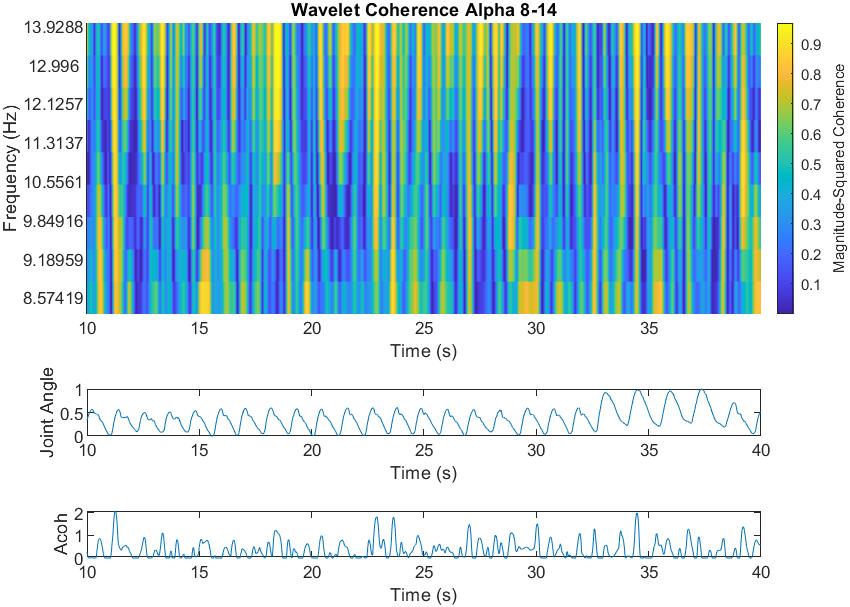 Wavelet Coherence Alpha 8-14
13.9288
12.996
12.1257
11.3137
10.5561
9.84916
9.18959
8.57419
Frequency (Hz)
10 15 20 25 30 35
Time (s)
0.9
0.8
0.7
0.6
0.5
0.4
0.3
0.2
0.1
Magnitude-Squared Coherence
Joint Angle
1
0.5
0
10 15 20 25 30 35 40
Time (s)
Acoh
2
1
0
10 15 20 25 30 35 40
Time (s)